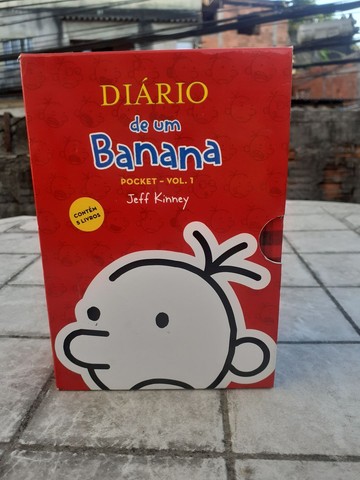 DIÁRIO
de um
Banana
POCKET - VOL. 1
Jeff Kinney
CONTÉM
5 LIVROS